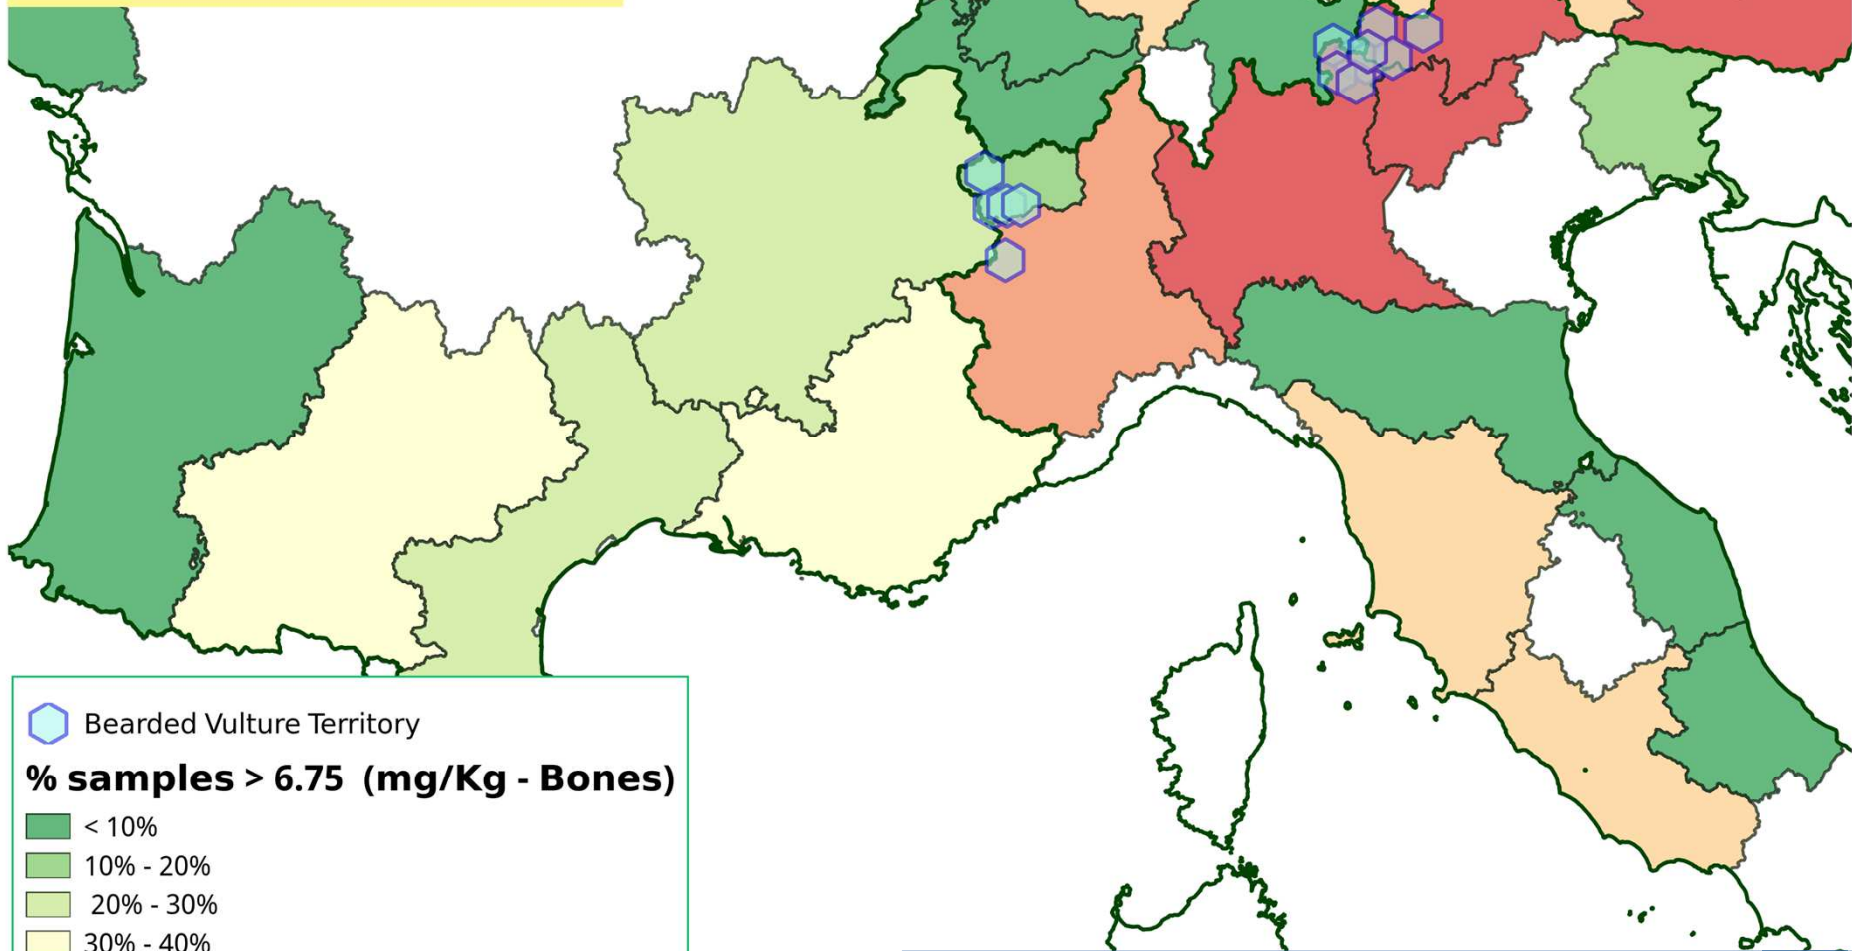 Bearded Vulture Territory
% samples > 6.75 (mg/Kg - Bones)
< 10%
10% - 20%
20% - 30%
30% - 40%